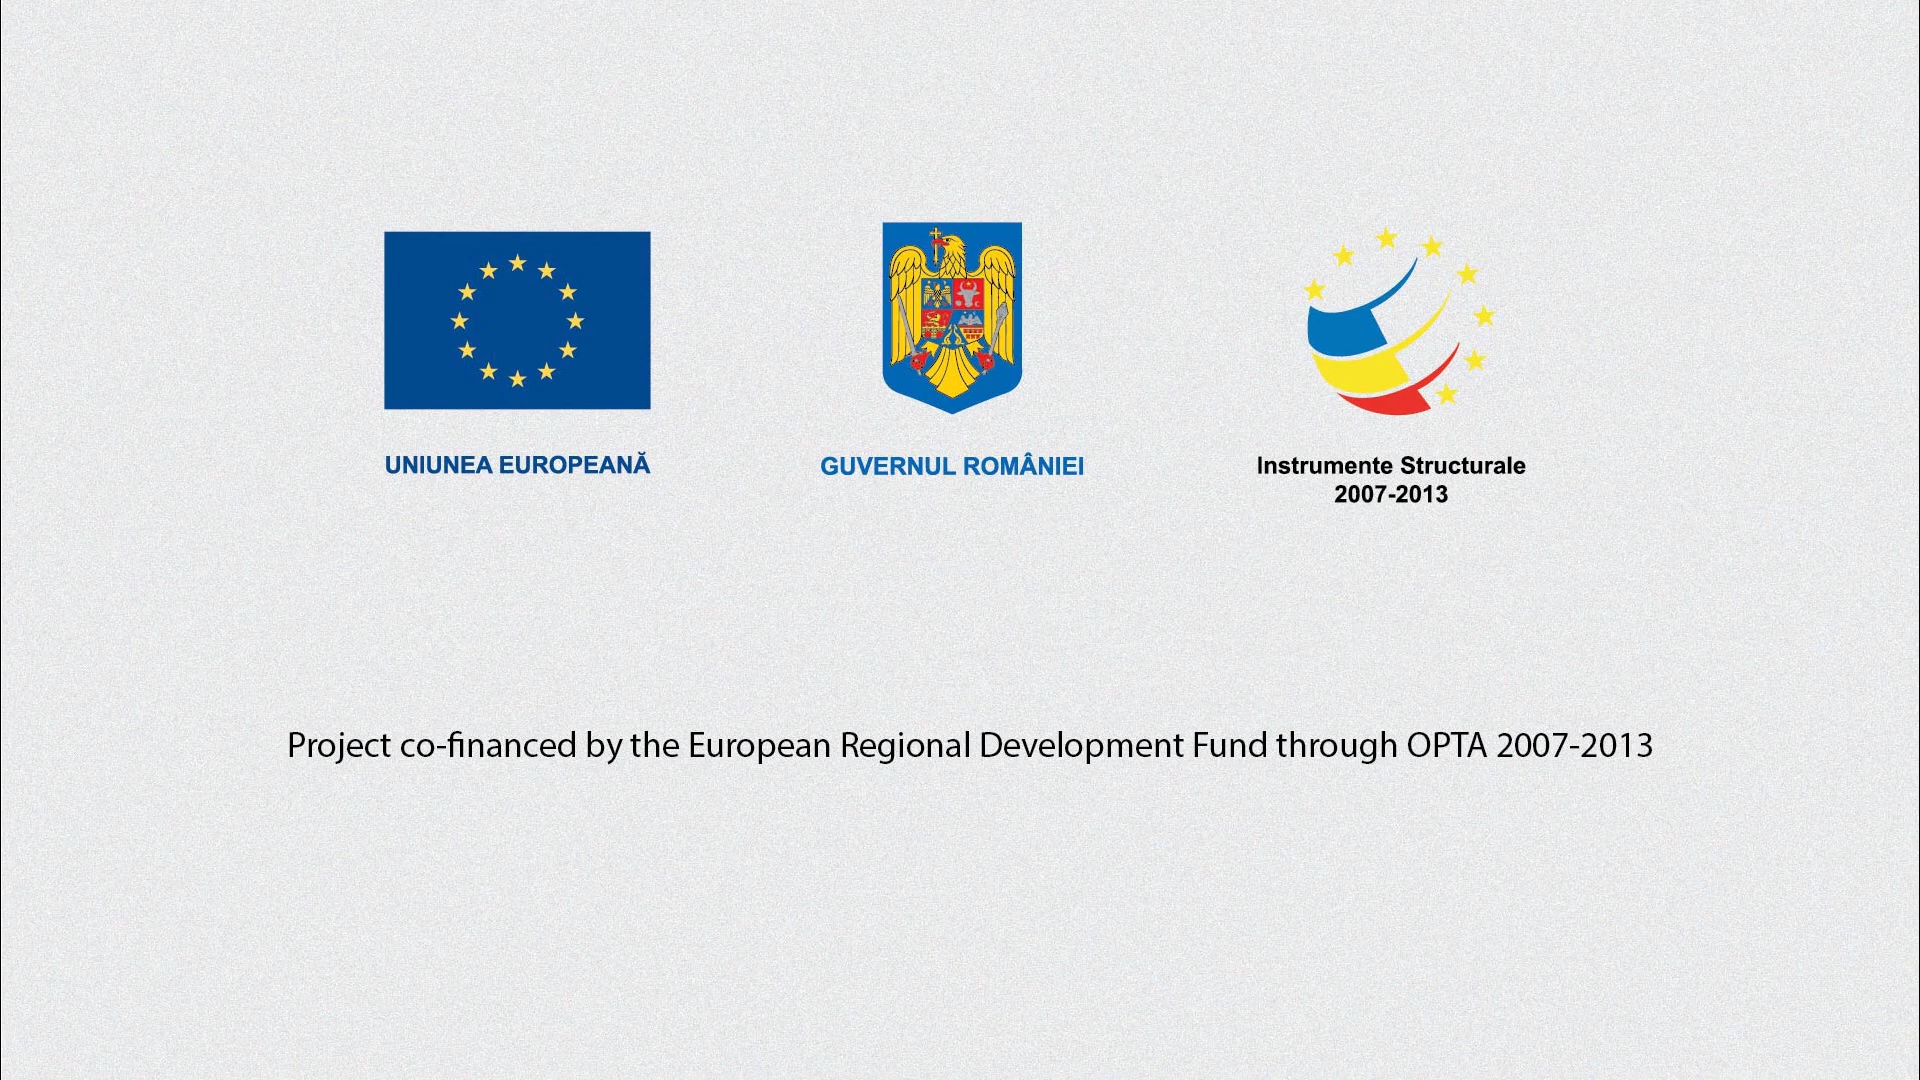 UNIUNEA EUROPEANĂ
GUVERNUL ROMÂNIEI
Instrumente Structurale
2007-2013
Project co-financed by the European Regional Development Fund through OPTA 2007-2013